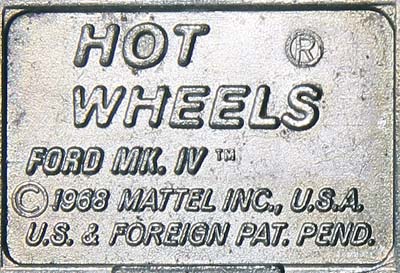 HOT ®
WHEELS
FORD MK. IV ™
© 1968 MATTEL INC., U.S.A.
U.S. & FOREIGN PAT. PEND.